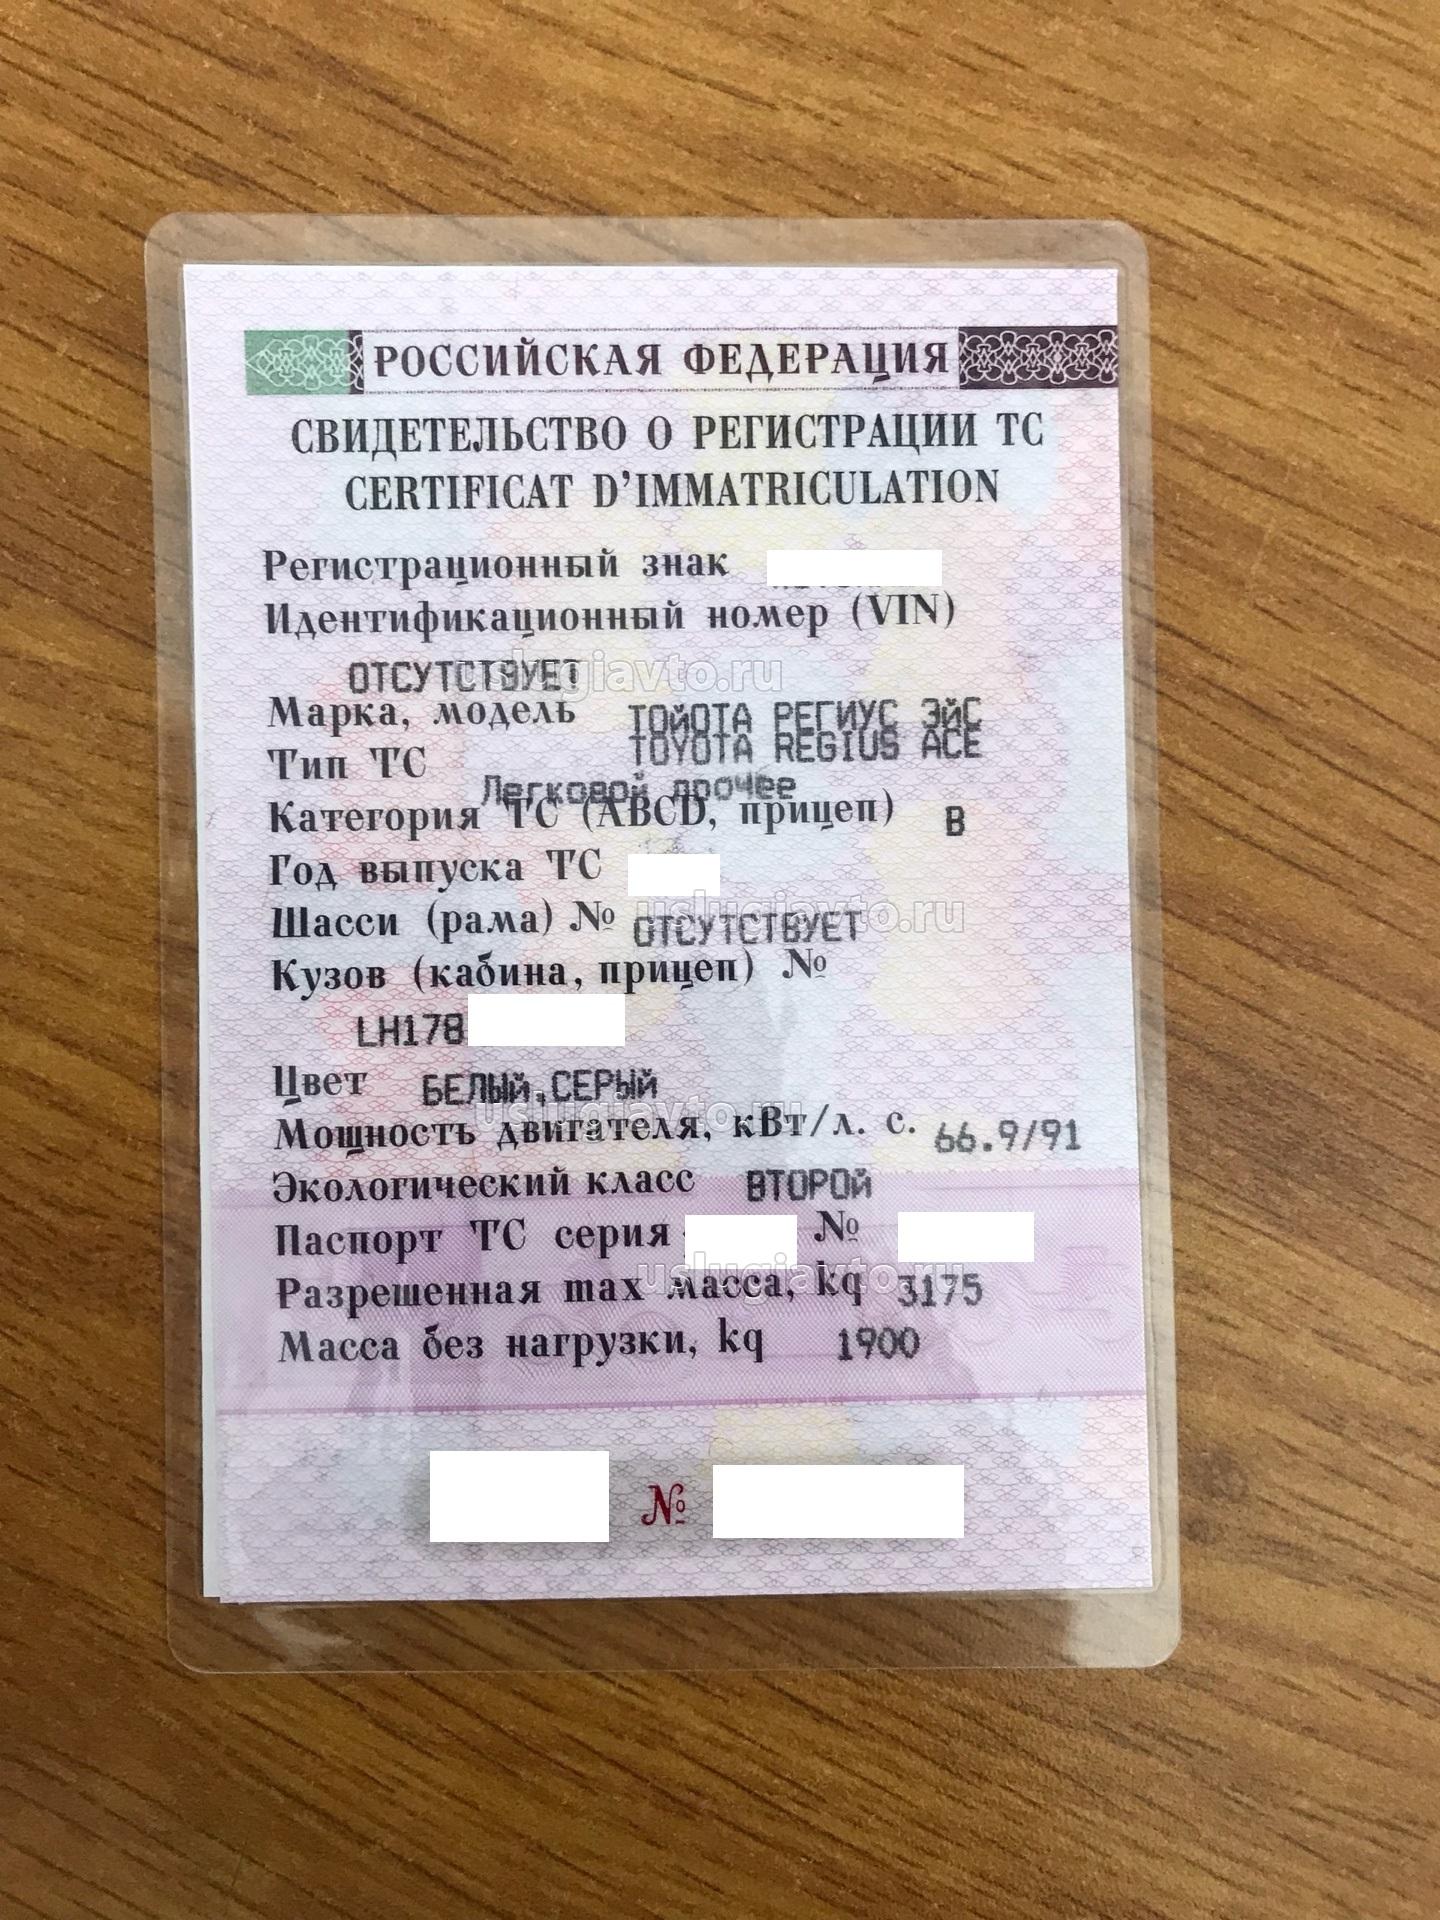 РОССИЙСКАЯ ФЕДЕРАЦИЯ
СВИДЕТЕЛЬСТВО О РЕГИСТРАЦИИ ТС
CERTIFICAT D'IMMATRICULATION
Регистрационный знак
Идентификационный номер (VIN)
ОТСУТСТВУЕТ
uslugiavto.ru
Марка, модель ТОЙОТА РЕГИУС ЭЙС
TOYOTA REGIUS ACE
Тип ТС
Легковой прочее
Категория ТС (ABCD, прицеп) B
Год выпуска ТС
uslugiavto.ru
Шасси (рама) № ОТСУТСТВУЕТ
Кузов (кабина, прицеп) №
LH178
Цвет БЕЛЫЙ,СЕРЫЙ
uslugiavto.ru
Мощность двигателя, кВт/л. с. 66.9/91
Экологический класс ВТОРОЙ
Паспорт ТС серия №
uslugiavto.ru
Разрешенная max масса, kq 3175
Масса без нагрузки, kq 1900
№